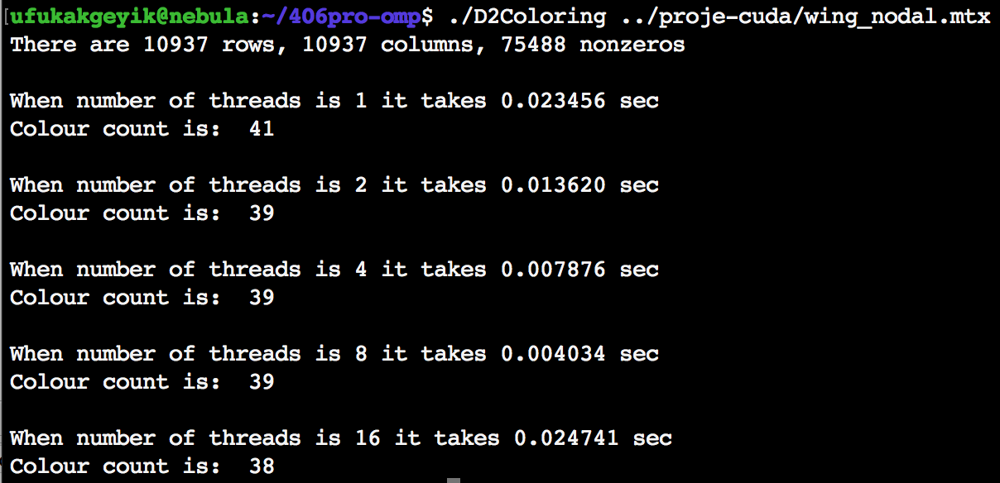 [ufukakgeyik@nebula:~/406pro-omp$ ./D2Coloring ../proje-cuda/wing_nodal.mtx
There are 10937 rows, 10937 columns, 75488 nonzeros
When number of threads is 1 it takes 0.023456 sec
Colour count is:  41
When number of threads is 2 it takes 0.013620 sec
Colour count is:  39
When number of threads is 4 it takes 0.007876 sec
Colour count is:  39
When number of threads is 8 it takes 0.004034 sec
Colour count is:  39
When number of threads is 16 it takes 0.024741 sec
Colour count is:  38